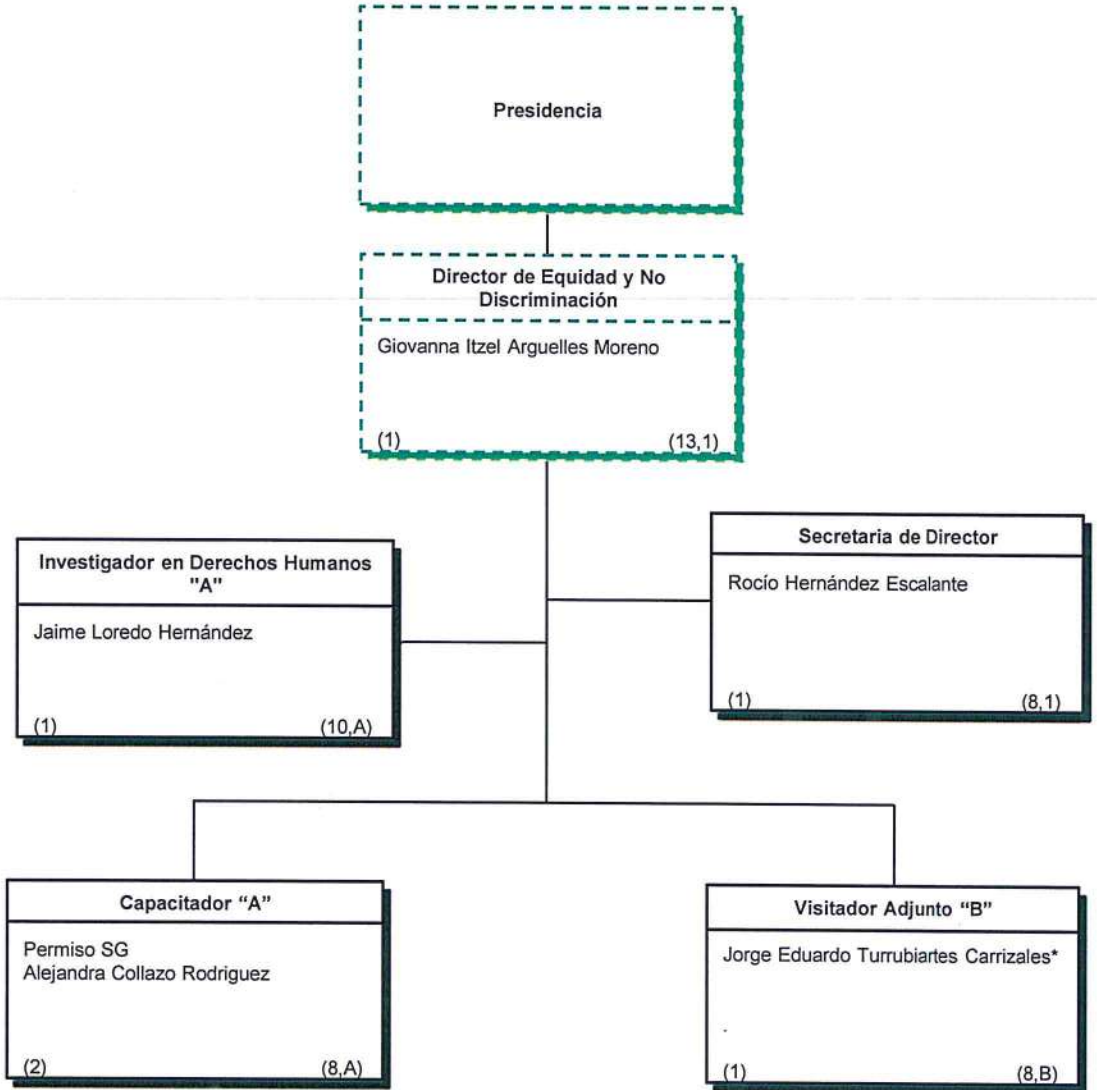 Presidencia
Director de Equidad y No
Discriminación
Giovanna Itzel Arguelles Moreno
(1) (13,1)
Investigador en Derechos Humanos
"A"
Jaime Loredo Hernández
(1) (10,A)
Secretaria de Director
Rocío Hernández Escalante
(1) (8,1)
Capacitador “A”
Permiso SG
Alejandra Collazo Rodriguez
(2) (8,A)
Visitador Adjunto “B”
Jorge Eduardo Turrubiartes Carrizales*
.
(1) (8,B)